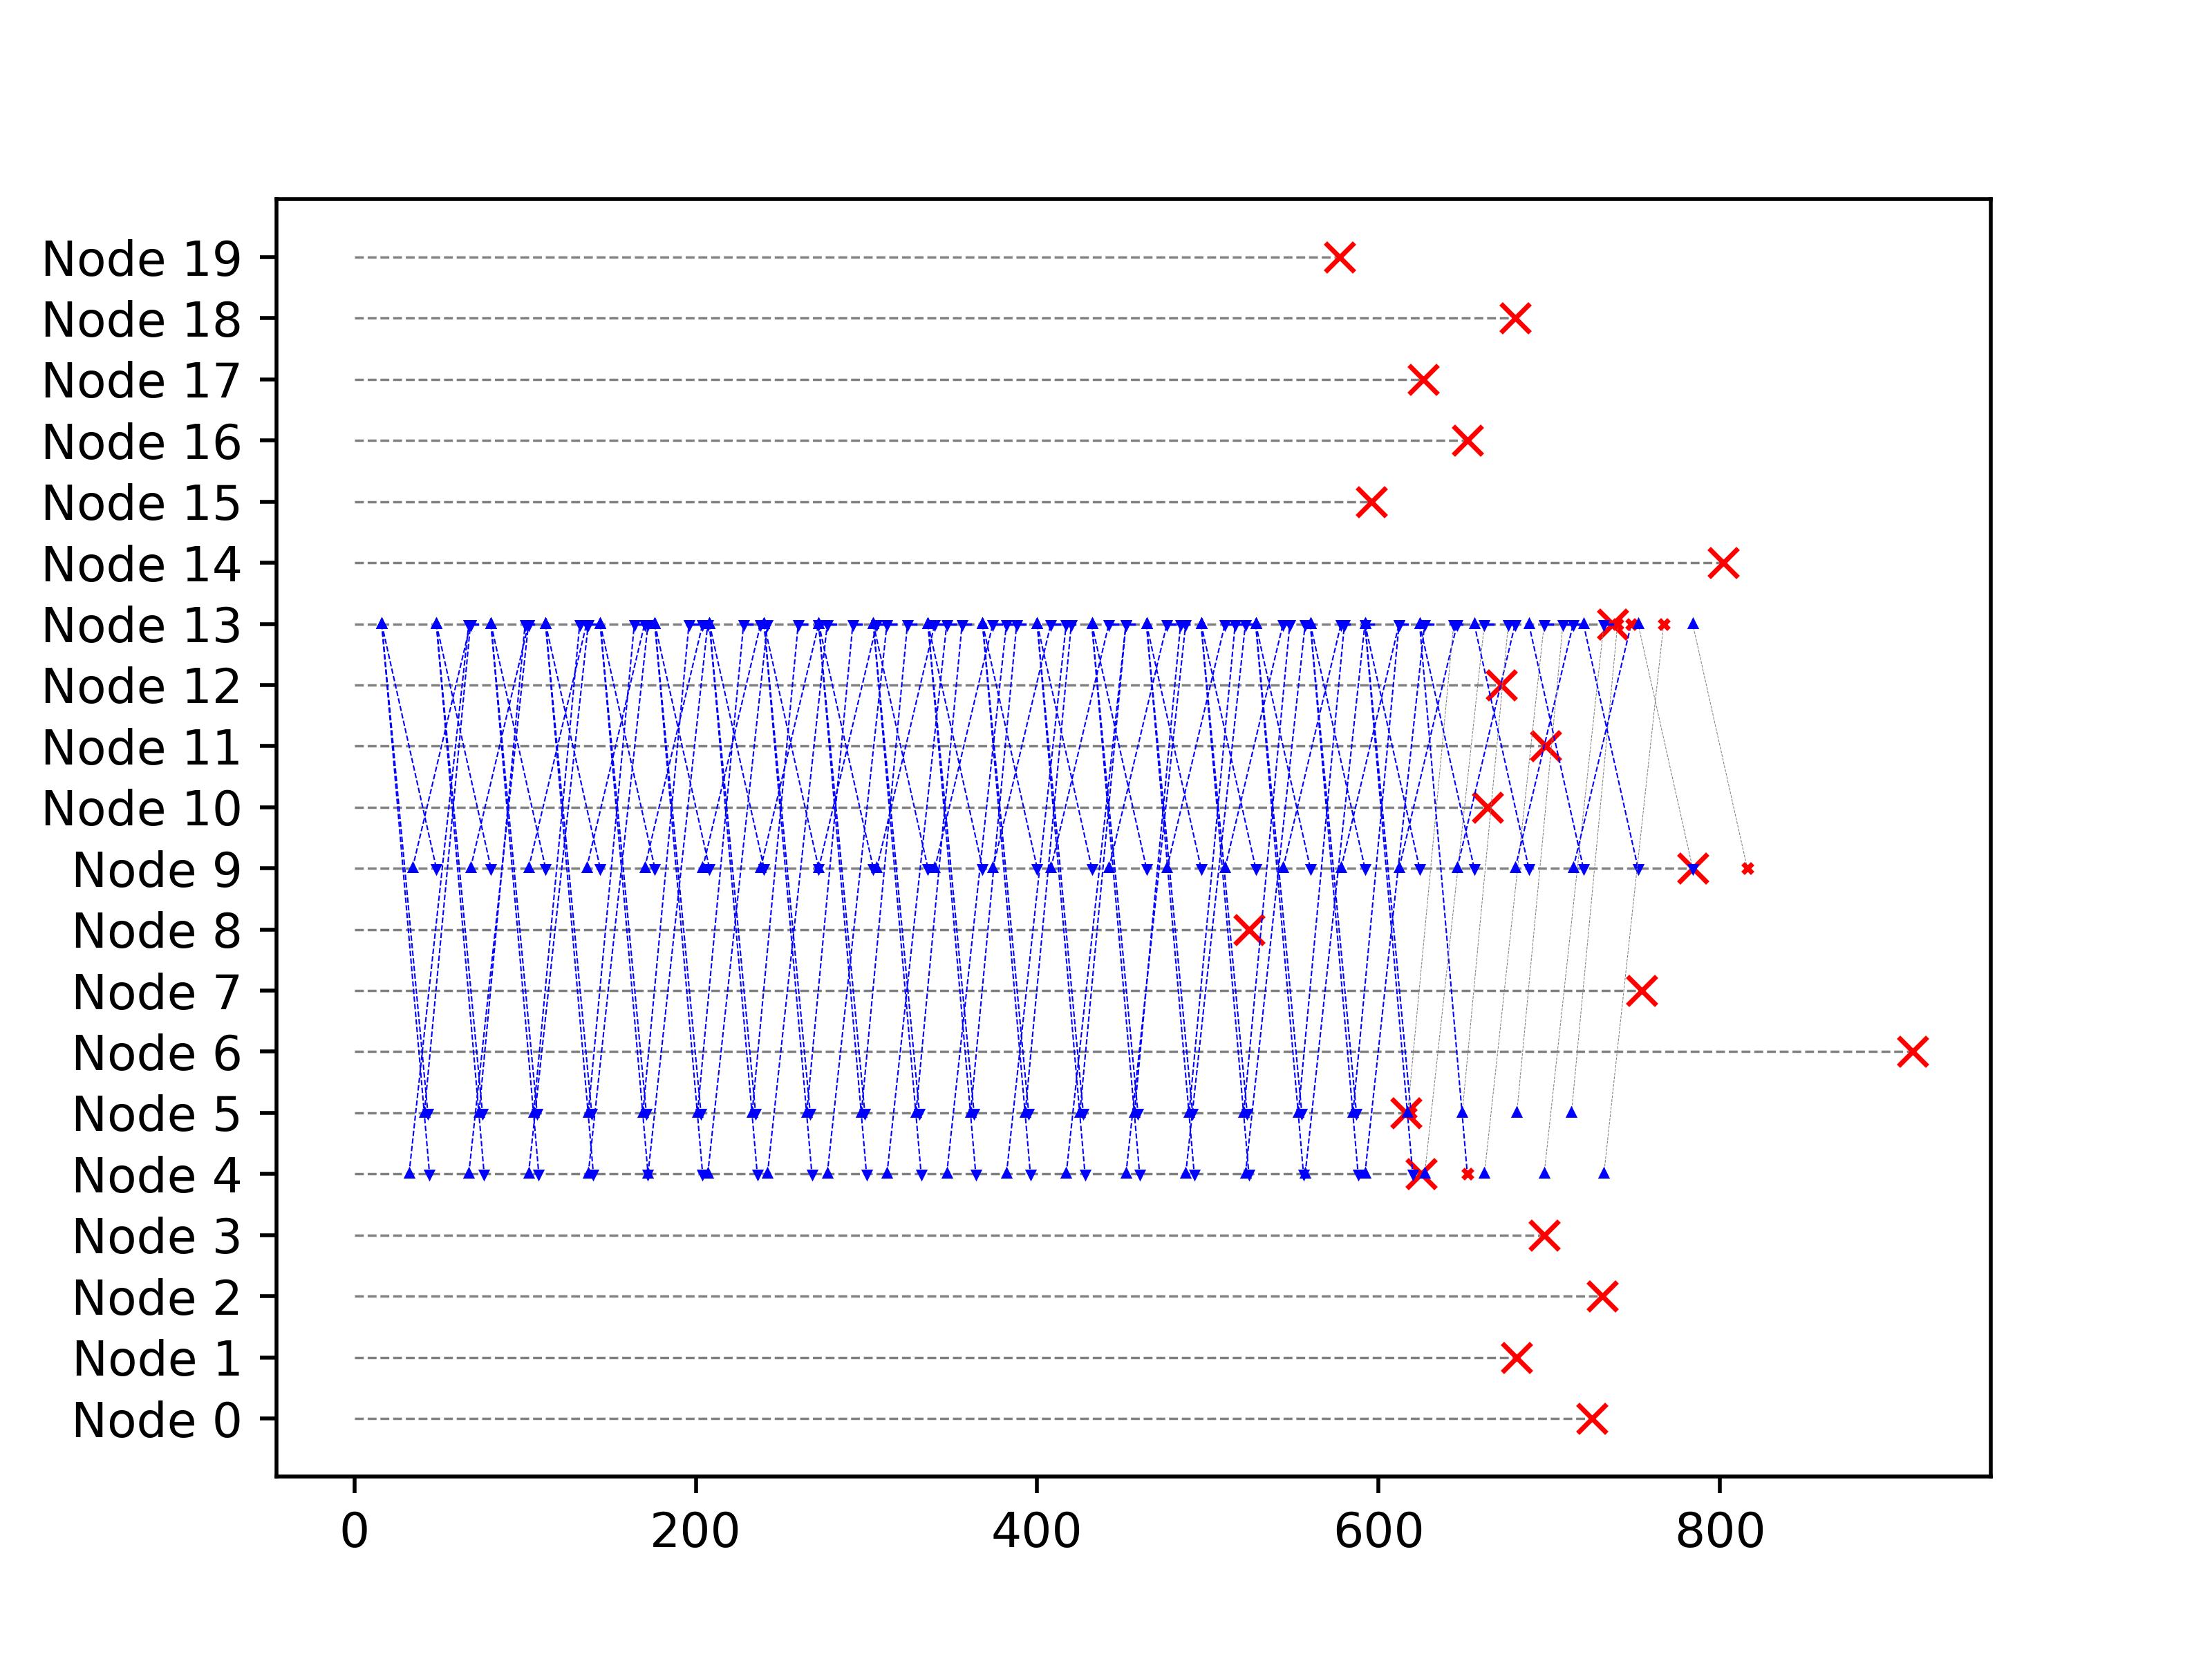 Node 19
Node 18
Node 17
Node 16
Node 15
Node 14
Node 13
Node 12
Node 11
Node 10
Node 9
Node 8
Node 7
Node 6
Node 5
Node 4
Node 3
Node 2
Node 1
Node 0
0 200 400 600 800